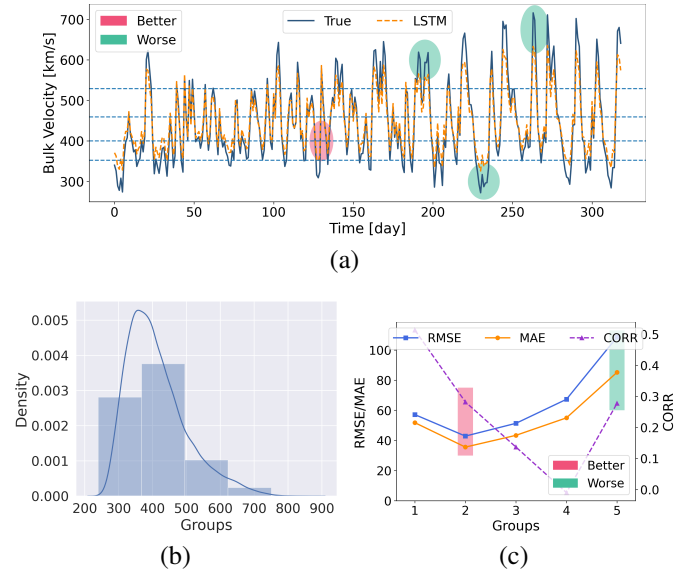 Better
Worse
True
LSTM
700
600
500
400
300
Bulk Velocity [km/s]
0 50 100 150 200 250 300
Time [day]
(a)
0.005
0.004
0.003
0.002
0.001
0.000
Density
200 300 400 500 600 700 800 900
Groups
(b)
RMSE MAE CORR
100
80
60
40
20
0
RMSE/MAE
0.5
0.4
0.3
0.2
0.1
0.0
CORR
Better
Worse
1 2 3 4 5
Groups
(c)